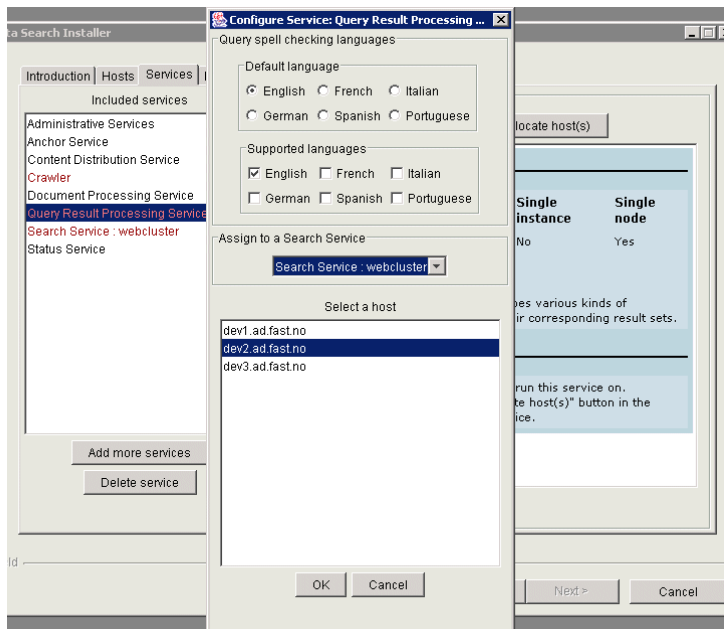 Configure Service: Query Result Processing ...
ta Search Installer
Query spell checking languages
Introduction Hosts Services
Default language
English French Italian
German Spanish Portuguese
Included services
Administrative Services
Anchor Service
Content Distribution Service
Crawler
Document Processing Service
Query Result Processing Service
Search Service : webcluster
Status Service
Add more services
Delete service
Supported languages
English French Italian
German Spanish Portuguese
Assign to a Search Service
Search Service : webcluster
Select a host
dev1.ad.fast.no
dev2.ad.fast.no
dev3.ad.fast.no
OK Cancel
locate host(s)
Single Single
instance node
No Yes
pes various kinds of
ir corresponding result sets.
run this service on.
te host(s)" button in the
ice.
ld
Next > Cancel